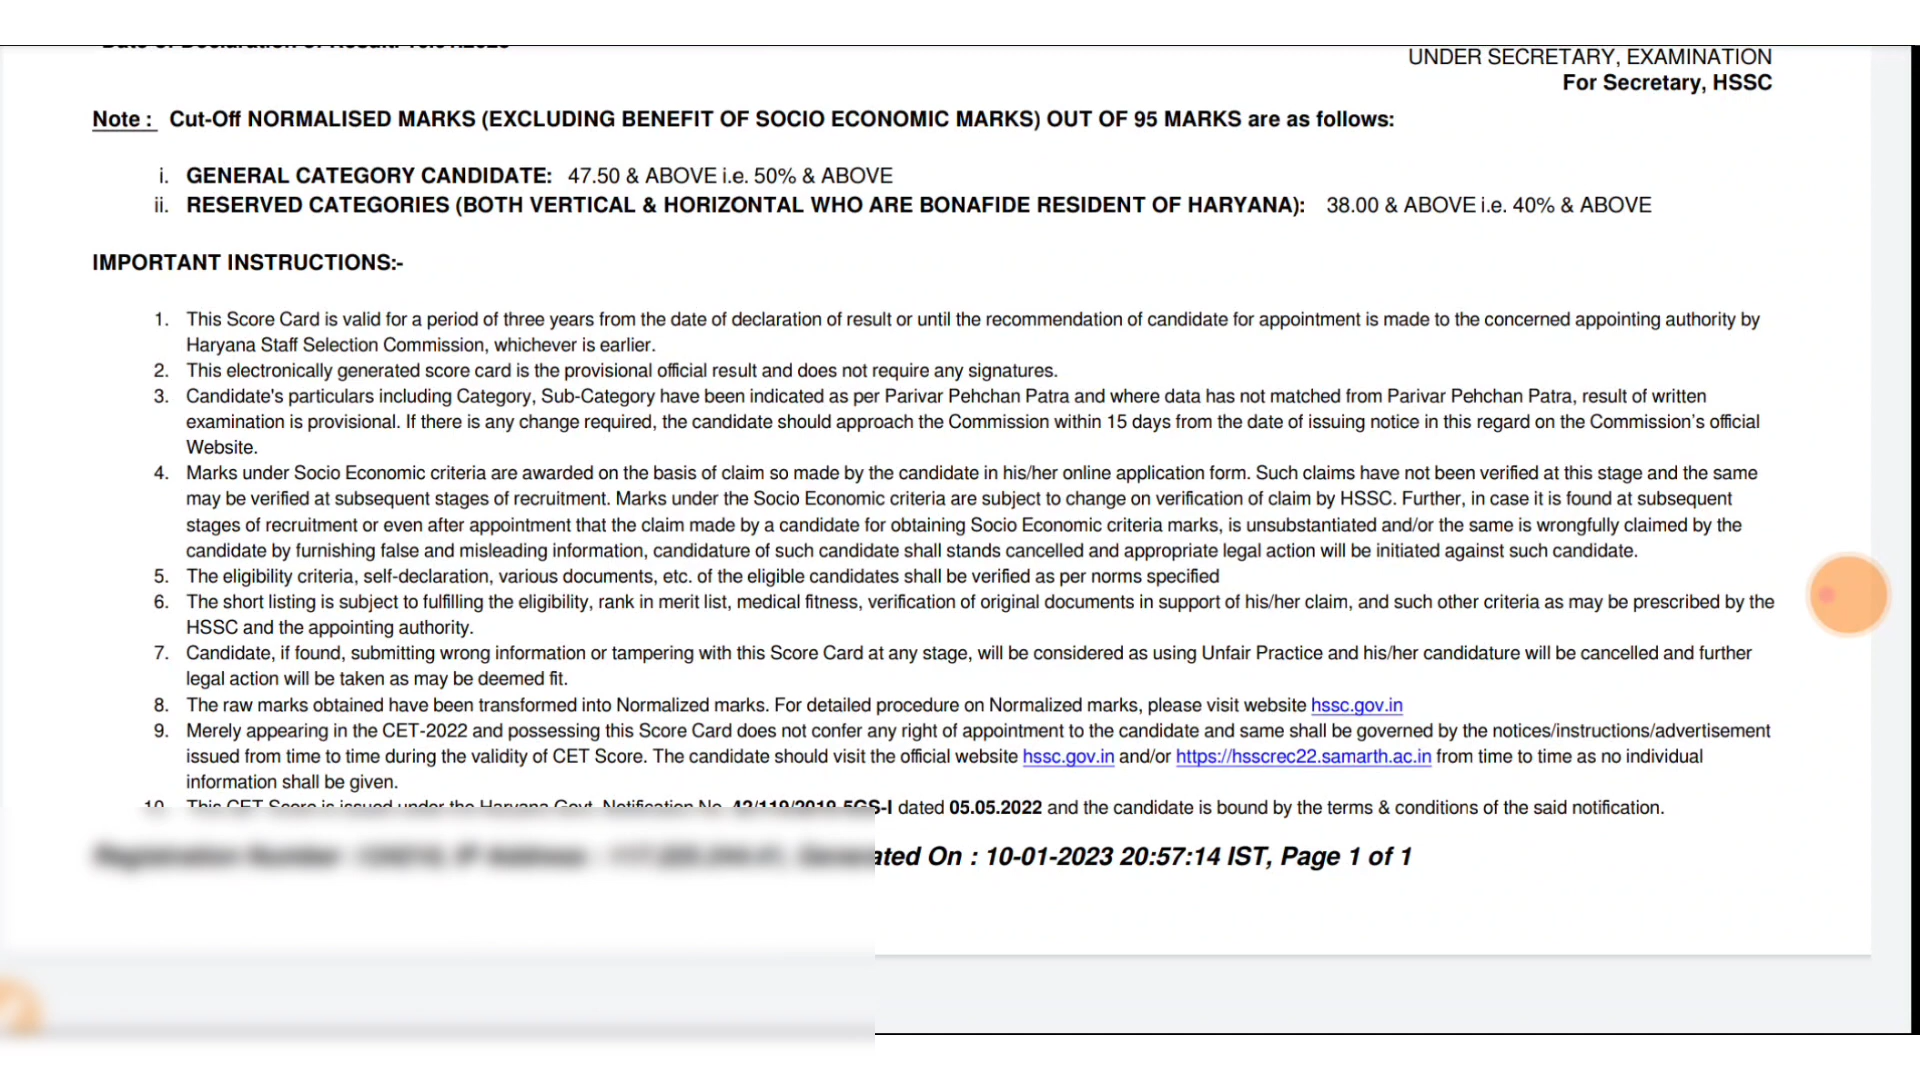 UNDER SECRETARY, EXAMINATION
For Secretary, HSSC
Note : Cut-Off NORMALISED MARKS (EXCLUDING BENEFIT OF SOCIO ECONOMIC MARKS) OUT OF 95 MARKS are as follows:
i. GENERAL CATEGORY CANDIDATE: 47.50 & ABOVE i.e. 50% & ABOVE
ii. RESERVED CATEGORIES (BOTH VERTICAL & HORIZONTAL WHO ARE BONAFIDE RESIDENT OF HARYANA): 38.00 & ABOVE i.e. 40% & ABOVE
IMPORTANT INSTRUCTIONS:-
1. This Score Card is valid for a period of three years from the date of declaration of result or until the recommendation of candidate for appointment is made to the concerned appointing authority by
Haryana Staff Selection Commission, whichever is earlier.
2. This electronically generated score card is the provisional official result and does not require any signatures.
3. Candidate's particulars including Category, Sub-Category have been indicated as per Parivar Pehchan Patra and where data has not matched from Parivar Pehchan Patra, result of written
examination is provisional. If there is any change required, the candidate should approach the Commission within 15 days from the date of issuing notice in this regard on the Commission's official
Website.
4. Marks under Socio Economic criteria are awarded on the basis of claim so made by the candidate in his/her online application form. Such claims have not been verified at this stage and the same
may be verified at subsequent stages of recruitment. Marks under the Socio Economic criteria are subject to change on verification of claim by HSSC. Further, in case it is found at subsequent
stages of recruitment or even after appointment that the claim made by a candidate for obtaining Socio Economic criteria marks, is unsubstantiated and/or the same is wrongfully claimed by the
candidate by furnishing false and misleading information, candidature of such candidate shall stands cancelled and appropriate legal action will be initiated against such candidate.
5. The eligibility criteria, self-declaration, various documents, etc. of the eligible candidates shall be verified as per norms specified
6. The short listing is subject to fulfilling the eligibility, rank in merit list, medical fitness, verification of original documents in support of his/her claim, and such other criteria as may be prescribed by the
HSSC and the appointing authority.
7. Candidate, if found, submitting wrong information or tampering with this Score Card at any stage, will be considered as using Unfair Practice and his/her candidature will be cancelled and further
legal action will be taken as may be deemed fit.
8. The raw marks obtained have been transformed into Normalized marks. For detailed procedure on Normalized marks, please visit website hssc.gov.in
9. Merely appearing in the CET-2022 and possessing this Score Card does not confer any right of appointment to the candidate and same shall be governed by the notices/instructions/advertisement
issued from time to time during the validity of CET Score. The candidate should visit the official website hssc.gov.in and/or https://hsscrec22.samarth.ac.in from time to time as no individual
information shall be given.
10. This CET Score is issued under the Haryana Govt. Notification No. dated 05.05.2022 and the candidate is bound by the terms & conditions of the said notification.
On : 10-01-2023 20:57:14 IST, Page 1 of 1